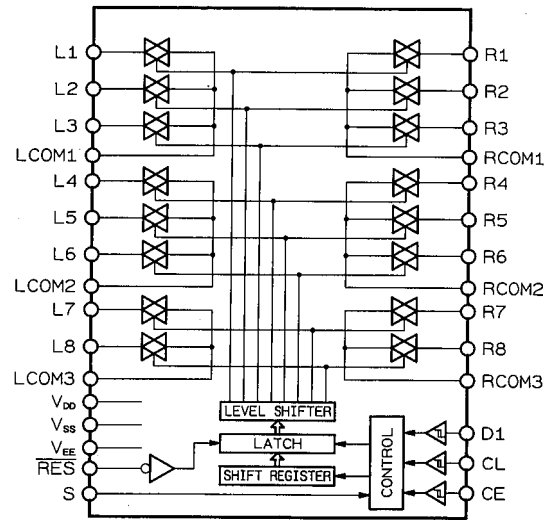 L1
L2
L3
LCOM1
L4
L5
L6
LCOM2
L7
L8
LCOM3
VDD
VSS
VEE
RES
S
LEVEL SHIFTER
LATCH
SHIFT REGISTER
CONTROL
R1
R2
R3
RCOM1
R4
R5
R6
RCOM2
R7
R8
RCOM3
D1
CL
CE